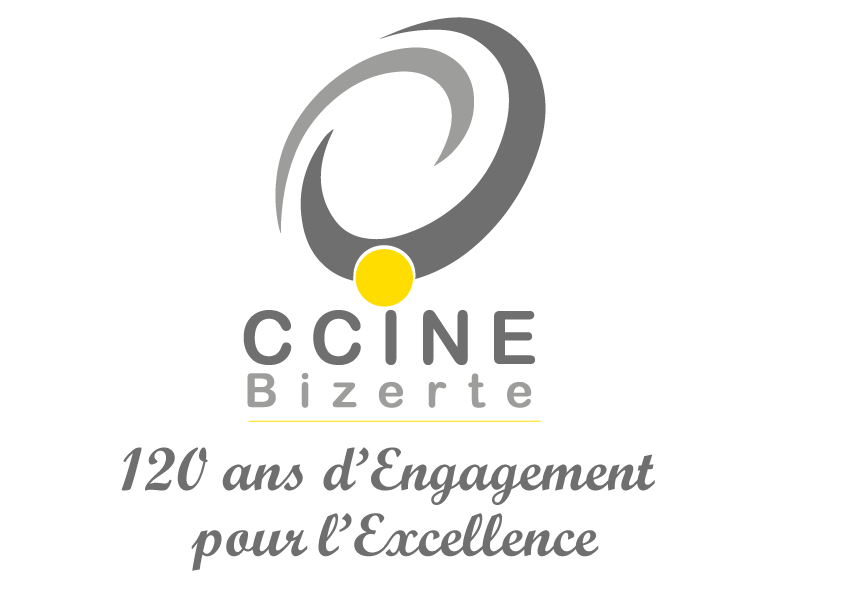 CCINE
Bizerte
120 ans d'Engagement
pour l'Excellence